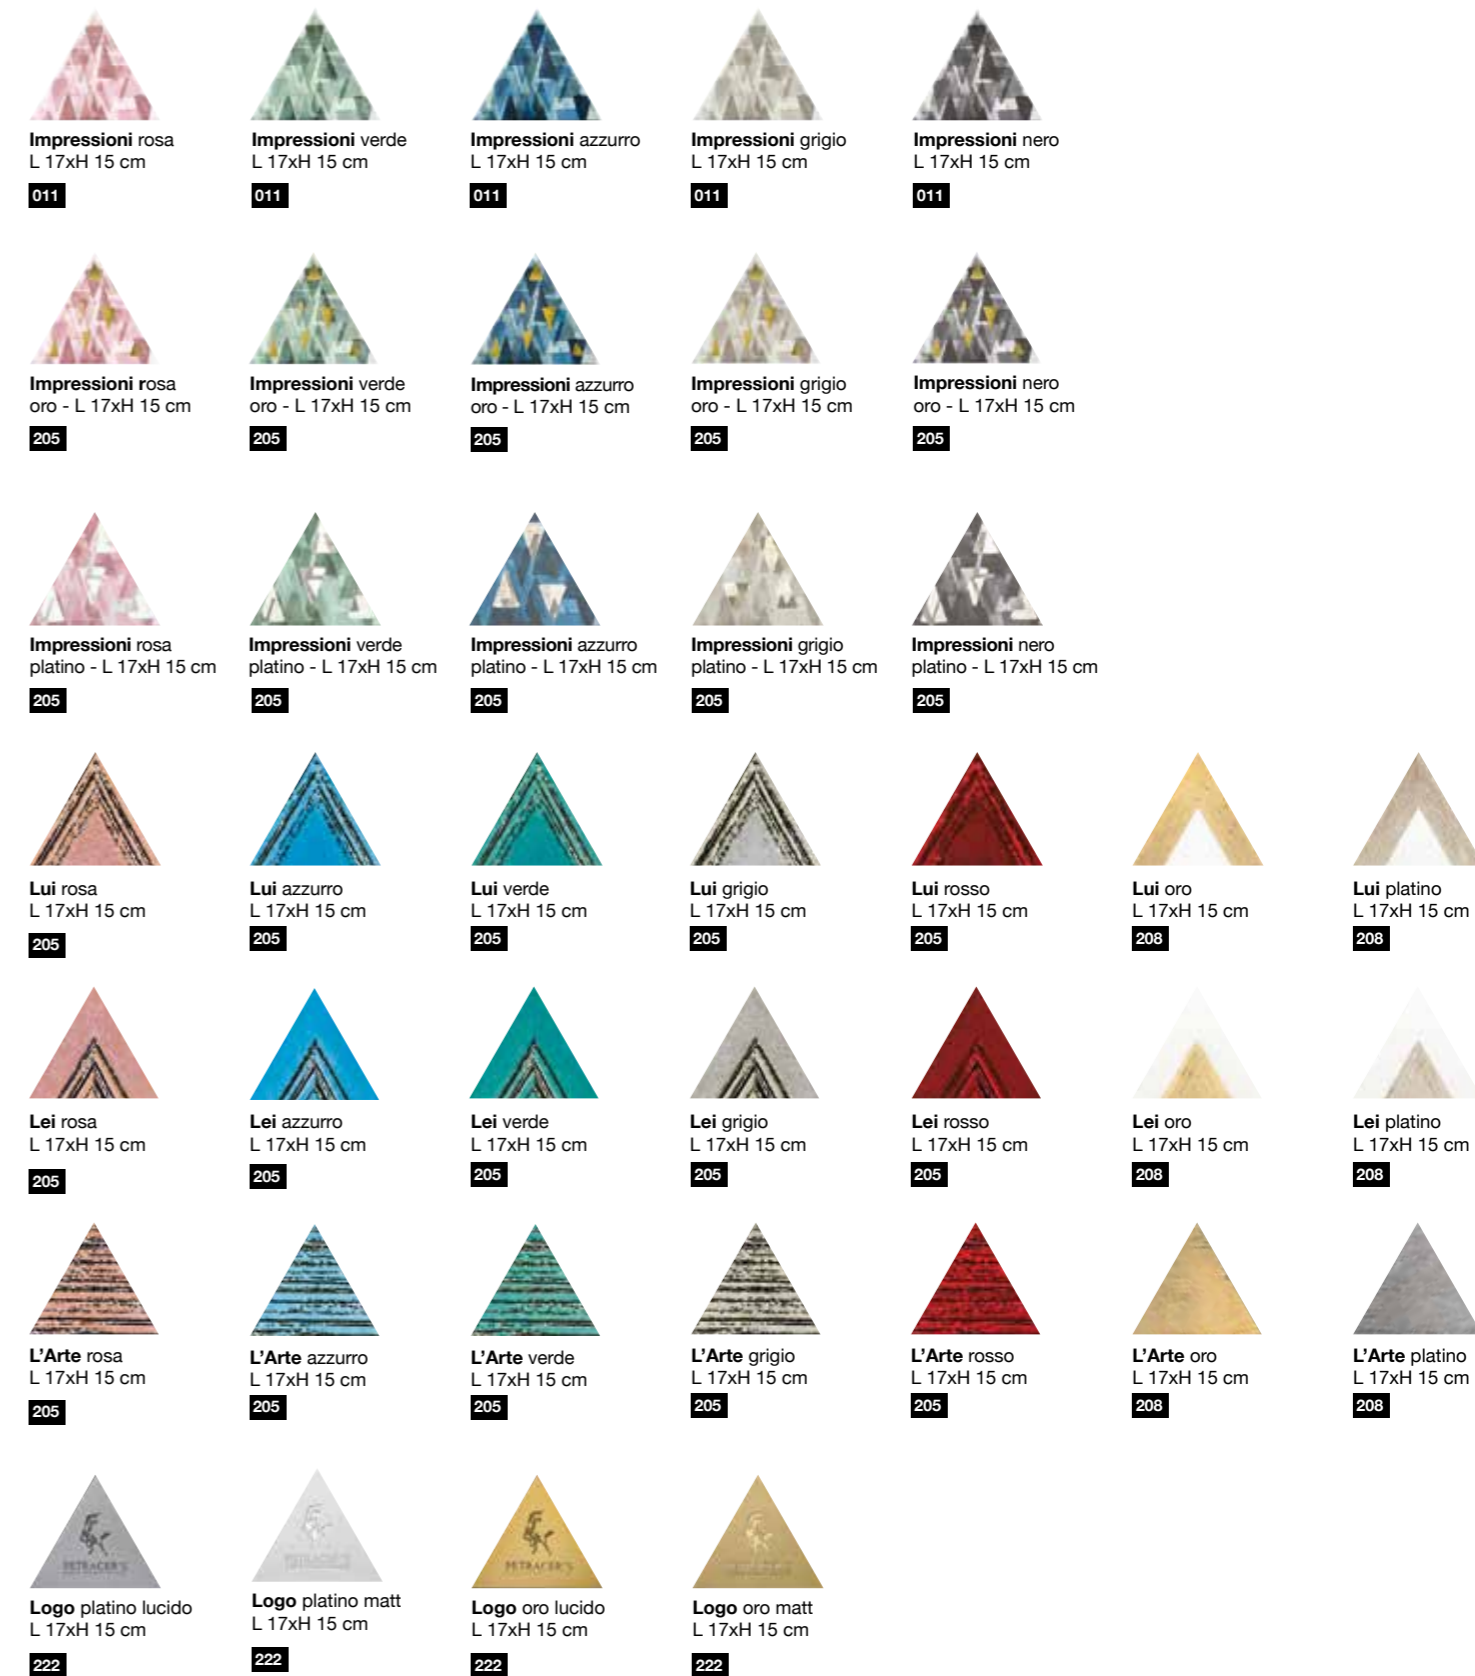 Impressioni rosa
L 17xH 15 cm
011
Impressioni verde
L 17xH 15 cm
011
Impressioni azzurro
L 17xH 15 cm
011
Impressioni grigio
L 17xH 15 cm
011
Impressioni nero
L 17xH 15 cm
011
Impressioni rosa
oro - L 17xH 15 cm
205
Impressioni verde
oro - L 17xH 15 cm
205
Impressioni azzurro
oro - L 17xH 15 cm
205
Impressioni grigio
oro - L 17xH 15 cm
205
Impressioni nero
oro - L 17xH 15 cm
205
Impressioni rosa
platino - L 17xH 15 cm
205
Impressioni verde
platino - L 17xH 15 cm
205
Impressioni azzurro
platino - L 17xH 15 cm
205
Impressioni grigio
platino - L 17xH 15 cm
205
Impressioni nero
platino - L 17xH 15 cm
205
Lui rosa
L 17xH 15 cm
205
Lui azzurro
L 17xH 15 cm
205
Lui verde
L 17xH 15 cm
205
Lui grigio
L 17xH 15 cm
205
Lui rosso
L 17xH 15 cm
205
Lui oro
L 17xH 15 cm
208
Lui platino
L 17xH 15 cm
208
Lei rosa
L 17xH 15 cm
205
Lei azzurro
L 17xH 15 cm
205
Lei verde
L 17xH 15 cm
205
Lei grigio
L 17xH 15 cm
205
Lei rosso
L 17xH 15 cm
205
Lei oro
L 17xH 15 cm
208
Lei platino
L 17xH 15 cm
208
L'Arte rosa
L 17xH 15 cm
205
L'Arte azzurro
L 17xH 15 cm
205
L'Arte verde
L 17xH 15 cm
205
L'Arte grigio
L 17xH 15 cm
205
L'Arte rosso
L 17xH 15 cm
205
L'Arte oro
L 17xH 15 cm
208
L'Arte platino
L 17xH 15 cm
208
PETRACER'S
Logo platino lucido
L 17xH 15 cm
222
PETRACER'S
Logo platino matt
L 17xH 15 cm
222
PETRACER'S
Logo oro lucido
L 17xH 15 cm
222
Logo oro matt
L 17xH 15 cm
222